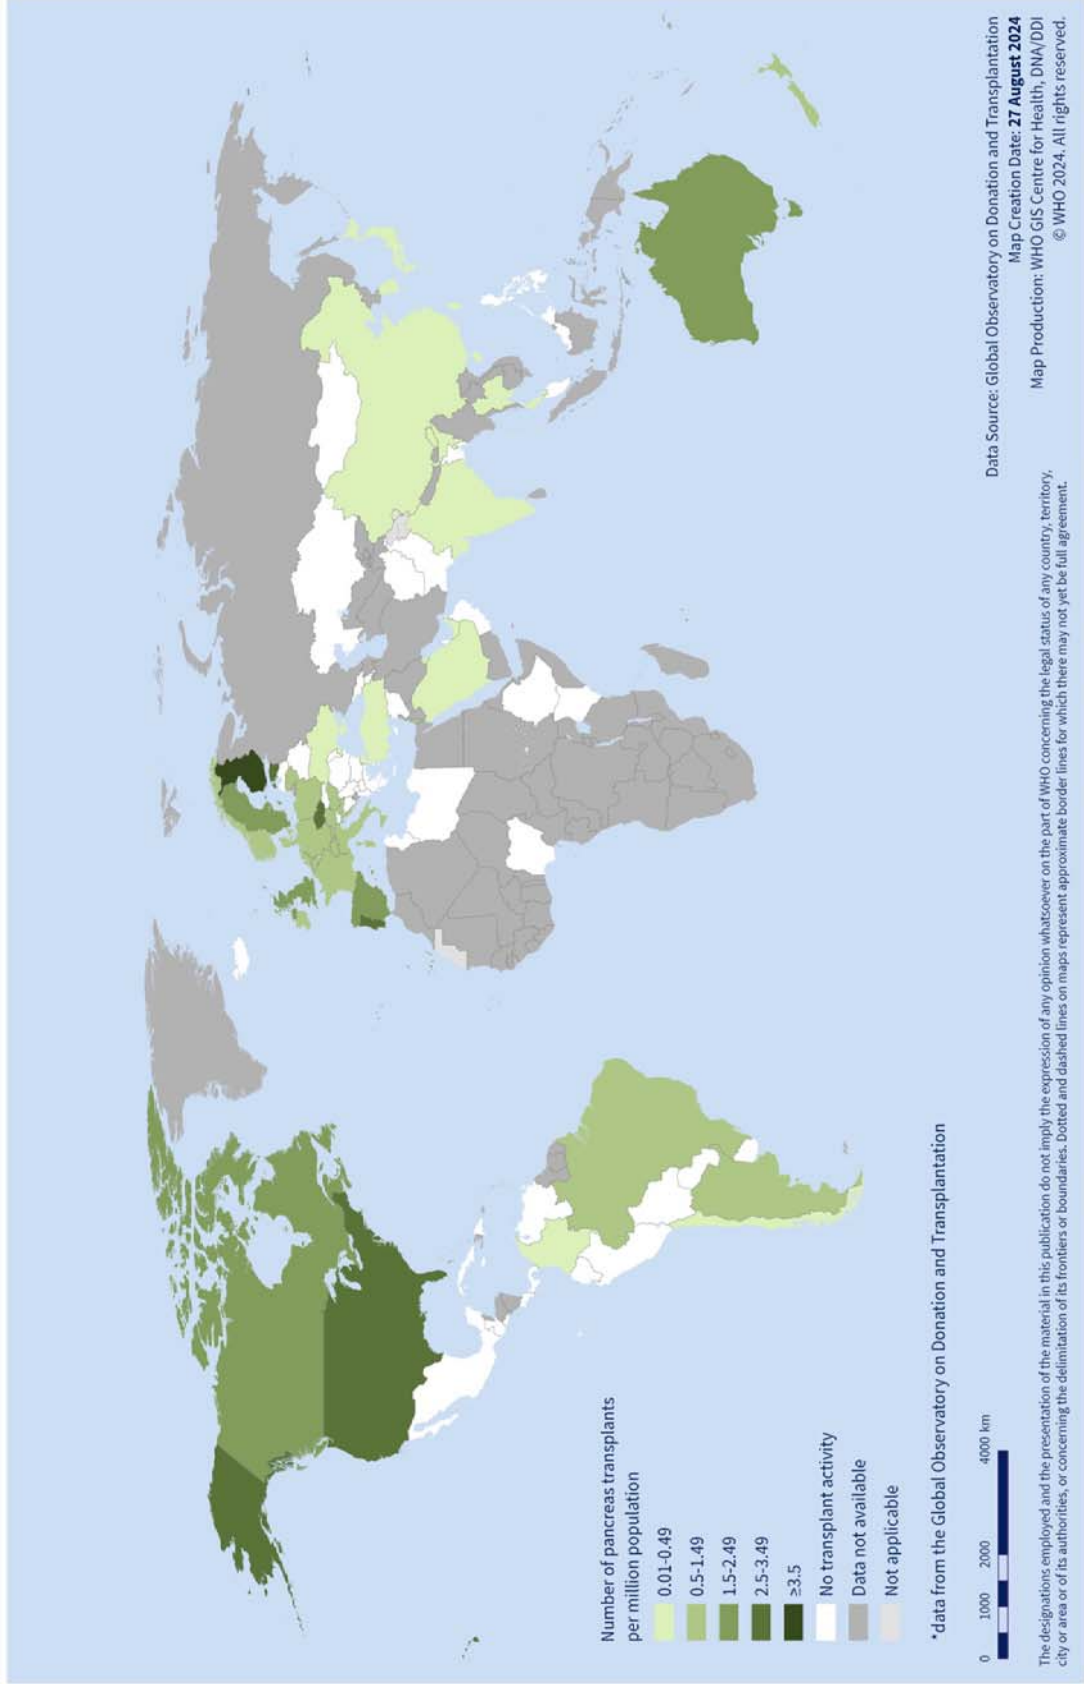 Number of pancreas transplants
per million population
0.01-0.49
0.5-1.49
1.5-2.49
2.5-3.49
≥3.5
No transplant activity
Data not available
Not applicable
*data from the Global Observatory on Donation and Transplantation
0 1000 2000 4000 km
Data Source: Global Observatory on Donation and Transplantation
Map Creation Date: 27 August 2024
Map Production: WHO GIS Centre for Health, DNA/DDI
© WHO 2024. All rights reserved.
The designations employed and the presentation of the material in this publication do not imply the expression of any opinion whatsoever on the part of WHO concerning the legal status of any country, territory,
city or area or of its authorities, or concerning the delimitation of its frontiers or boundaries. Dotted and dashed lines on maps represent approximate border lines for which there may not yet be full agreement.